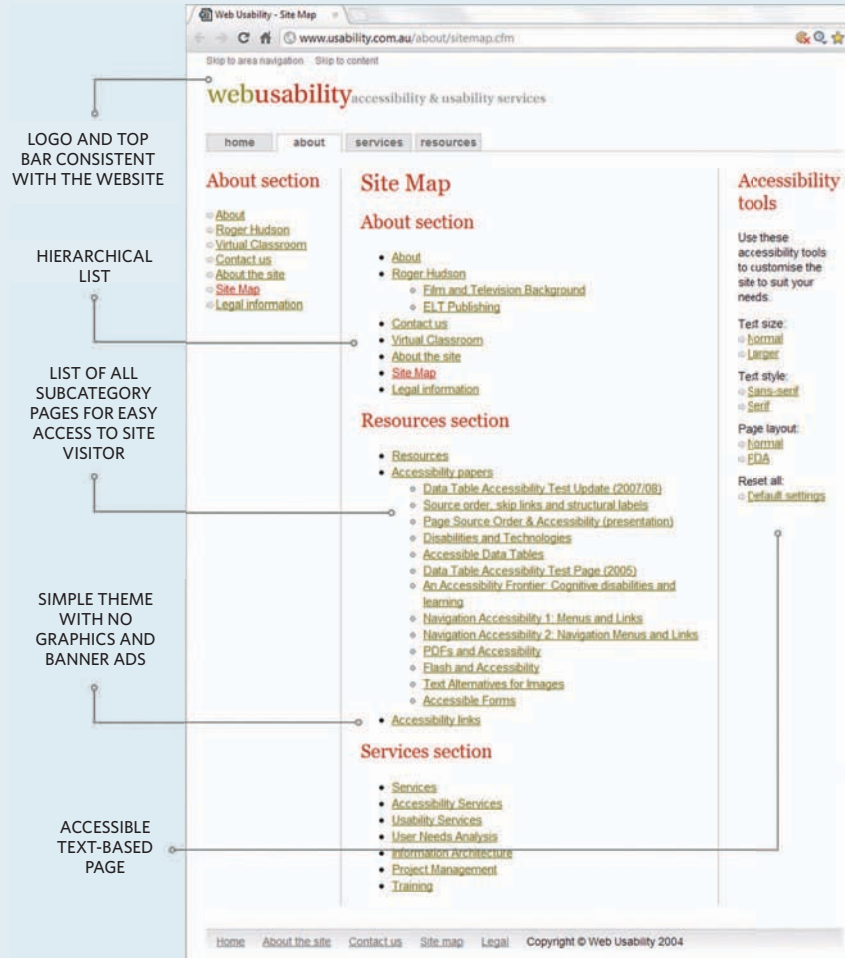 Web Usability - Site Map
www.usability.com.au/about/sitemap.cfm
Skip to area navigation Skip to content
webusability accessibility & usability services
home about services resources
LOGO AND TOP
BAR CONSISTENT
WITH THE WEBSITE
HIERARCHICAL
LIST
LIST OF ALL
SUBCATEGORY
PAGES FOR EASY
ACCESS TO SITE
VISITOR
SIMPLE THEME
WITH NO
GRAPHICS AND
BANNER ADS
ACCESSIBLE
TEXT-BASED
PAGE
About section
About
Roger Hudson
Virtual Classroom
Contact us
About the site
Site Map
Legal information
Site Map
About section
About
Roger Hudson
Film and Television Background
ELT Publishing
Contact us
Virtual Classroom
About the site
Site Map
Legal information
Resources section
Resources
Accessibility papers
Data Table Accessibility Test Update (2007/08)
Source order, skip links and structural labels
Page Source Order & Accessibility (presentation)
Disabilities and Technologies
Accessible Data Tables
Data Table Accessibility Test Page (2005)
An Accessibility Frontier: Cognitive disabilities and
learning
Navigation Accessibility 1: Menus and Links
Navigation Accessibility 2: Navigation Menus and Links
PDFs and Accessibility
Flash and Accessibility
Text Alternatives for Images
Accessible Forms
Accessibility links
Services section
Services
Accessibility Services
Usability Services
User Needs Analysis
Information Architecture
Project Management
Training
Accessibility
tools
Use these
accessibility tools
to customise the
site to suit your
needs.
Text size:
Normal
Larger
Text style:
Sans-serif
Serif
Page layout:
Normal
PDA
Reset all:
Default settings
Home About the site Contact us Site map Legal Copyright © Web Usability 2004